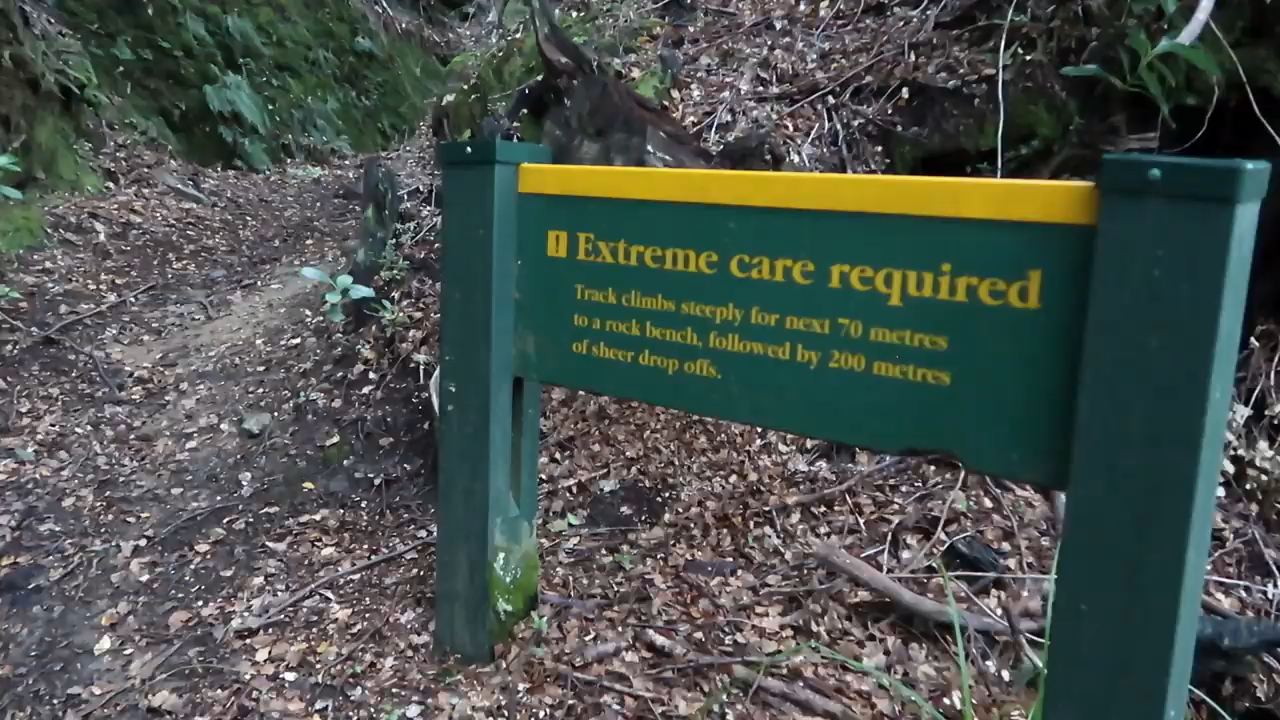 ! Extreme care required
Track climbs steeply for next 70 metres
to a rock bench, followed by 200 metres
of sheer drop offs.